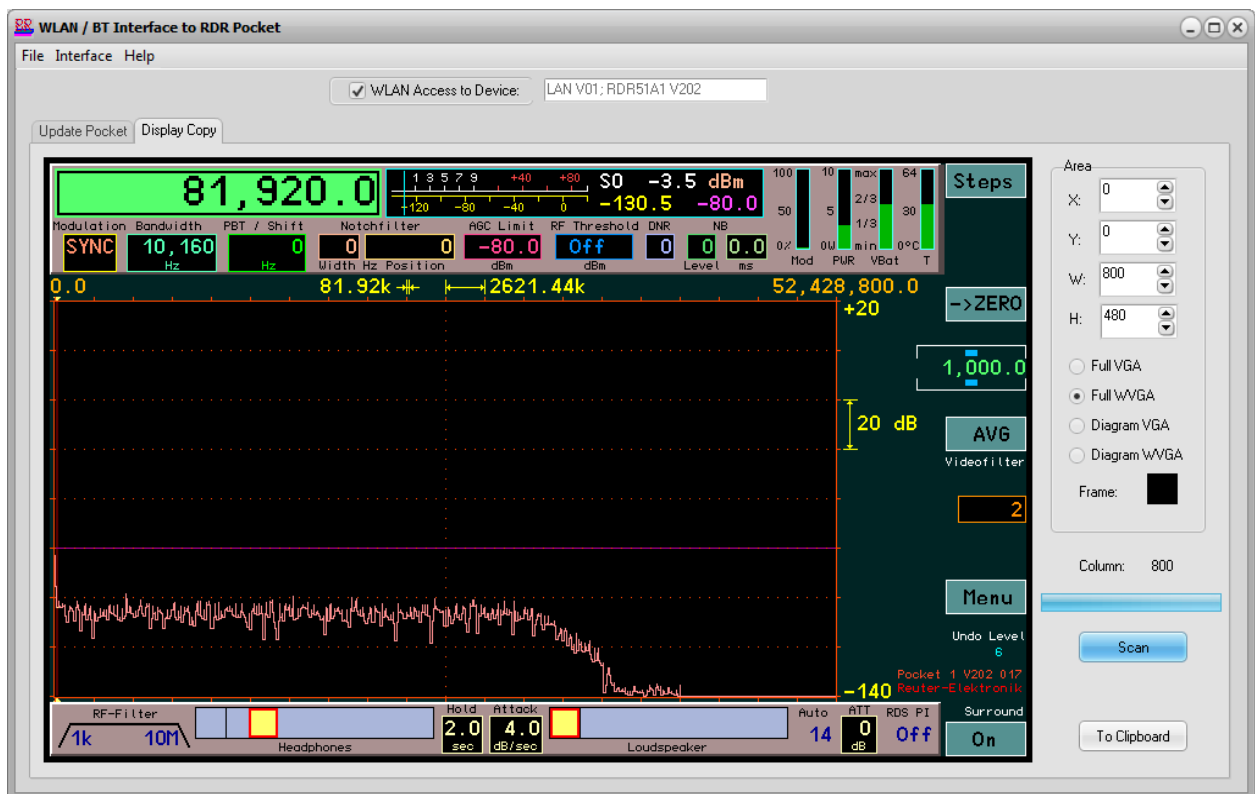 RR WLAN / BT Interface to RDR Pocket
File Interface Help
WLAN Access to Device: LAN V01; RDR51A1 V202
Update Pocket Display Copy
81,920.0
1 3 5 7 9 +40 +80 S0 -3.5 dBm
-120 -80 -40 0 -130.5 -80.0
100 10 max 64
50 5 2/3 1/3 30
0% 0W min 0°C
Mod PWR VBat T
Steps
Modulation Bandwidth PBT / Shift Notchfilter AGC Limit RF Threshold DNR NB
SYNC 10,160 0 0 0 -80.0 Off 0 0 0.0
Hz Hz Width Hz Position dBm dBm Level ms
0.0 81.92k 2621.44k 52,428,800.0
+20
->ZERO
1,000.0
20 dB
AVG
Videofilter
2
Menu
Undo Level
6
Pocket 1 V202 017
-140 Reuter-Elektronik
RF-Filter Hold Attack Auto ATT RDS PI Surround
1k 10M 2.0 4.0 14 0 Off On
Headphones sec dB/sec Loudspeaker dB
Area
X: 0
Y: 0
W: 800
H: 480
Full VGA
Full WVGA
Diagram VGA
Diagram WVGA
Frame:
Column: 800
Scan
To Clipboard